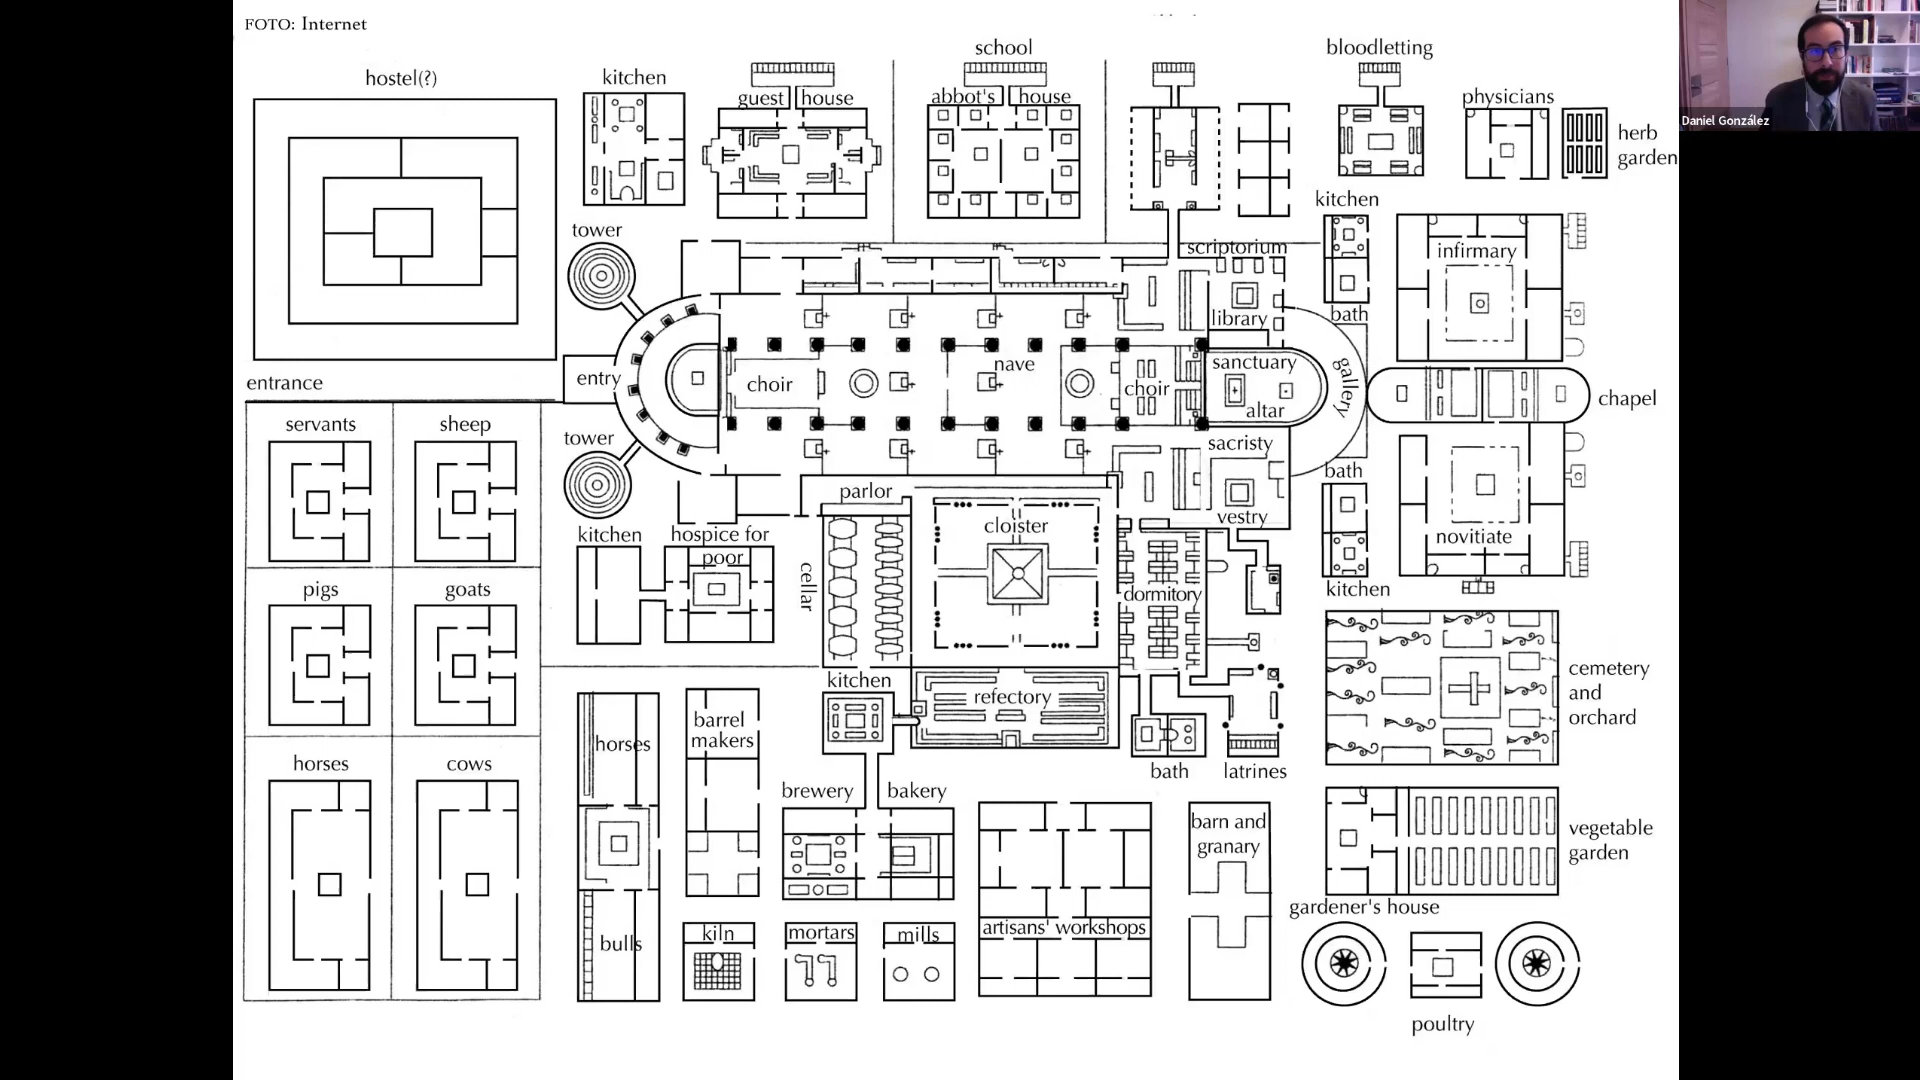 FOTO: Internet
Daniel González
hostel(?)
kitchen
guest house
school
abbot's house
bloodletting
physicians
herb
garden
kitchen
tower
scriptorium
infirmary
library
bath
entry
choir
nave
choir
sanctuary
altar
gallery
chapel
entrance
servants
sheep
tower
sacristy
bath
parlor
cloister
vestry
novitiate
kitchen
hospice for
poor
cellar
dormitory
kitchen
pigs
goats
kitchen
refectory
cemetery
and
orchard
horses
barrel
makers
horses
cows
bath
latrines
brewery
bakery
barn and
granary
vegetable
garden
gardener's house
bulls
kiln
mortars
mills
artisans' workshops
poultry